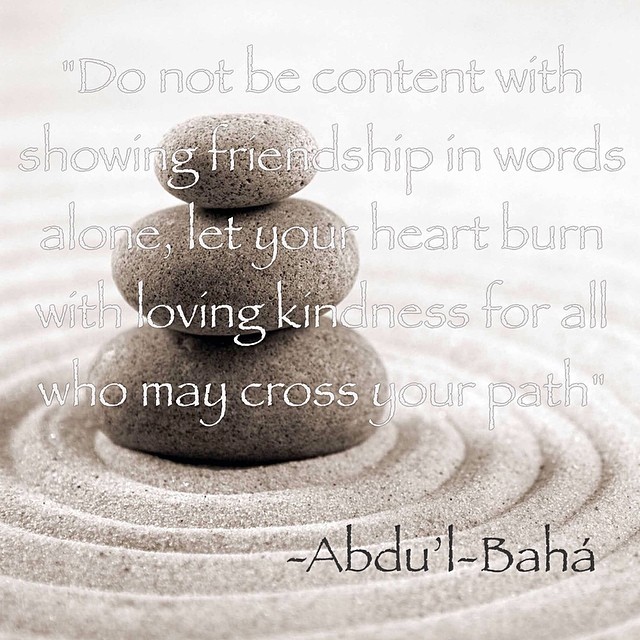 "Do not be content with
showing friendship in words
alone, let your heart burn
with loving kindness for all
who may cross your path"
-Abdu'l-Bahá